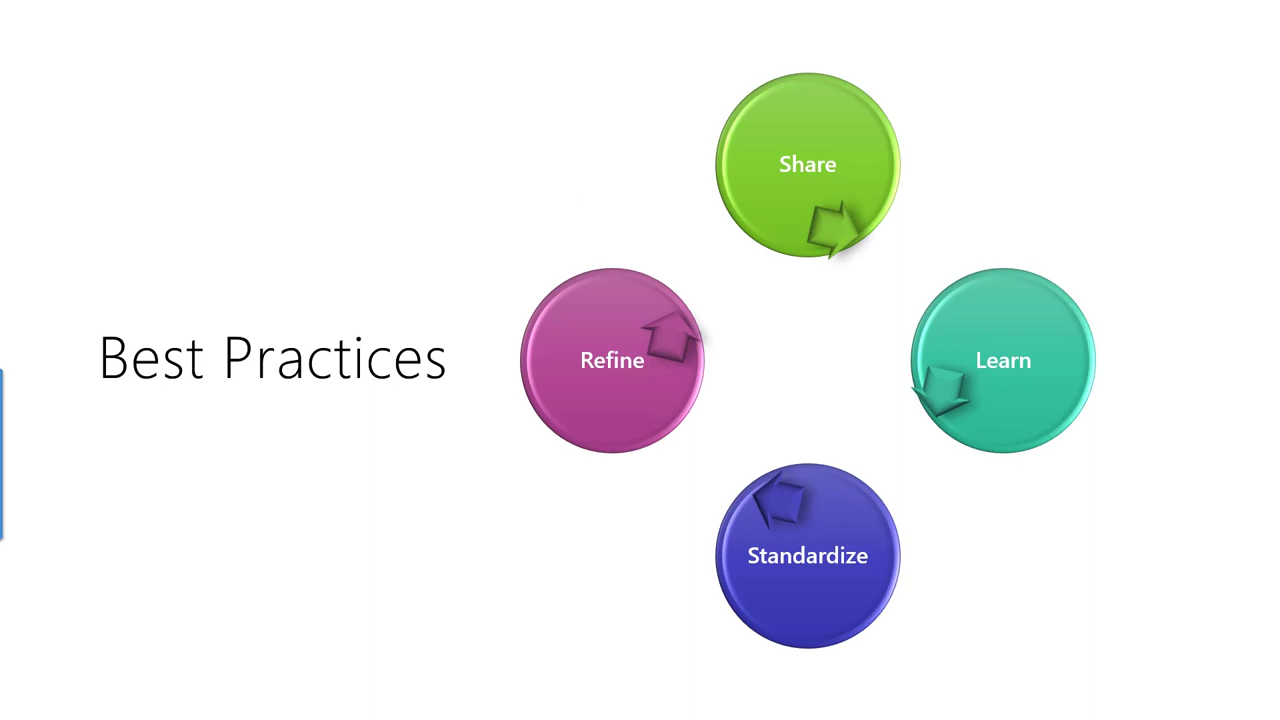 Best Practices
Share
Learn
Standardize
Refine